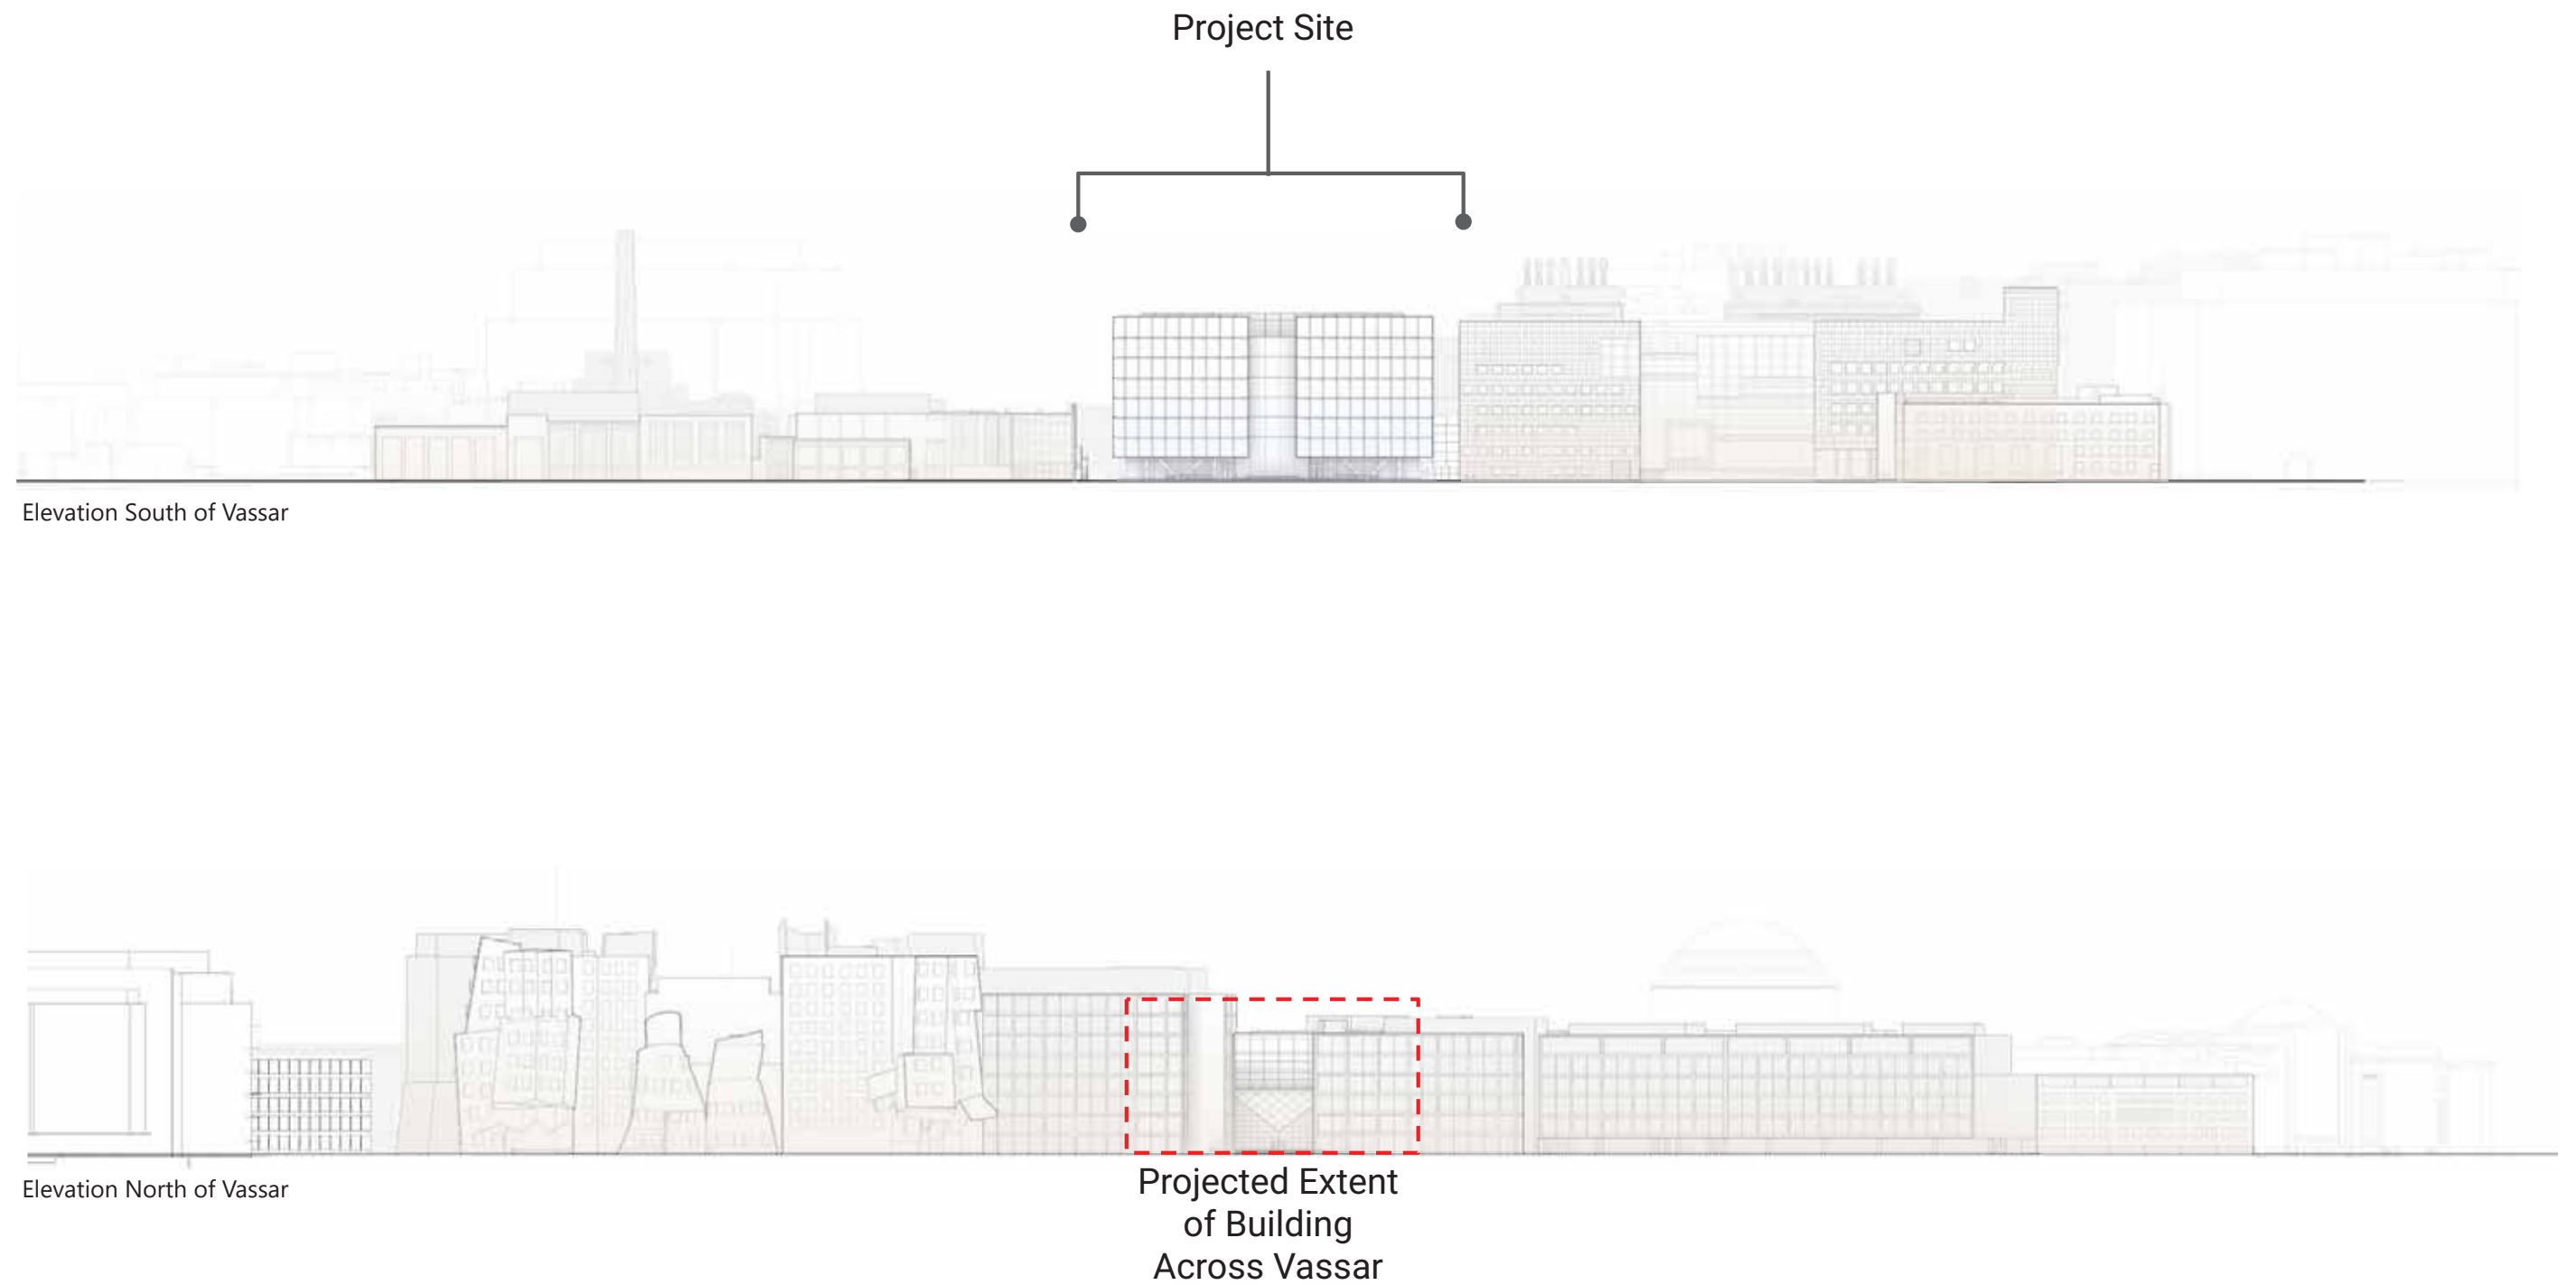 Project Site
Elevation South of Vassar
Elevation North of Vassar
Projected Extent
of Building
Across Vassar